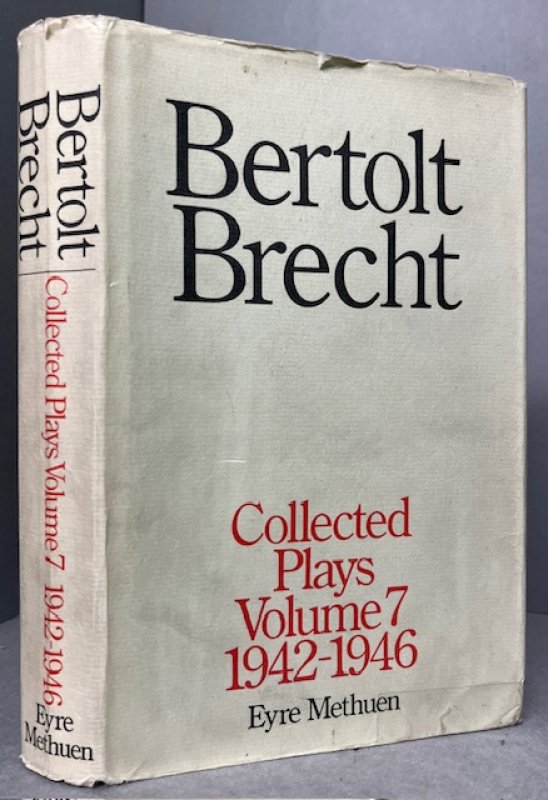 Bertolt
Brecht
Collected Plays Volume 7 1942-1946
Eyre
Methuen
Bertolt
Brecht
Collected
Plays
Volume 7
1942-1946
Eyre Methuen